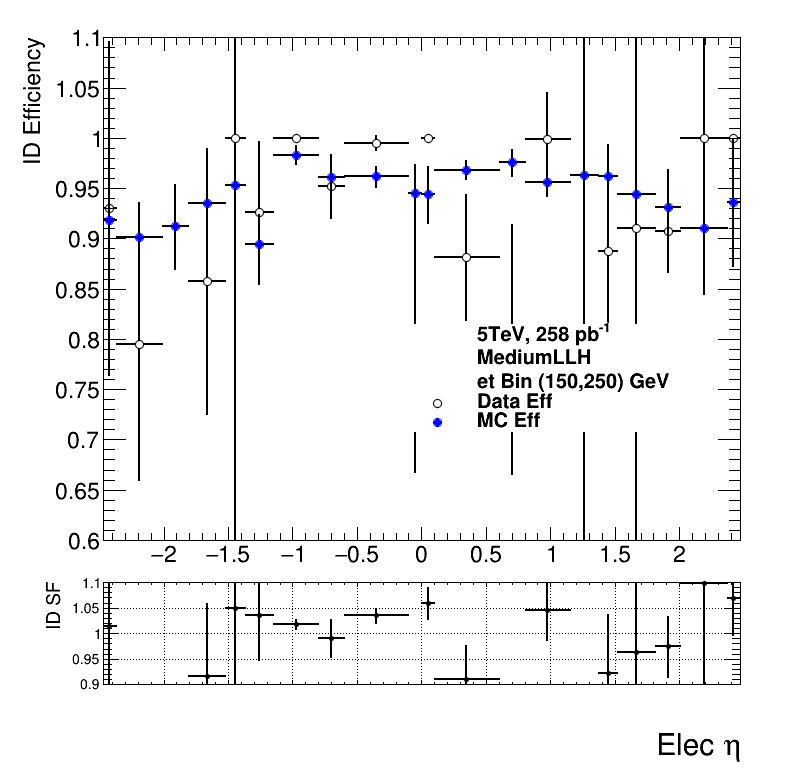 ID Efficiency
1.1
1.05
1
0.95
0.9
0.85
0.8
0.75
0.7
0.65
0.6
5TeV, 258 pb⁻¹
MediumLLH
et Bin (150,250) GeV
Data Eff
MC Eff
−2 −1.5 −1 −0.5 0 0.5 1 1.5 2
ID SF
1.1
1.05
1
0.95
0.9
Elec η